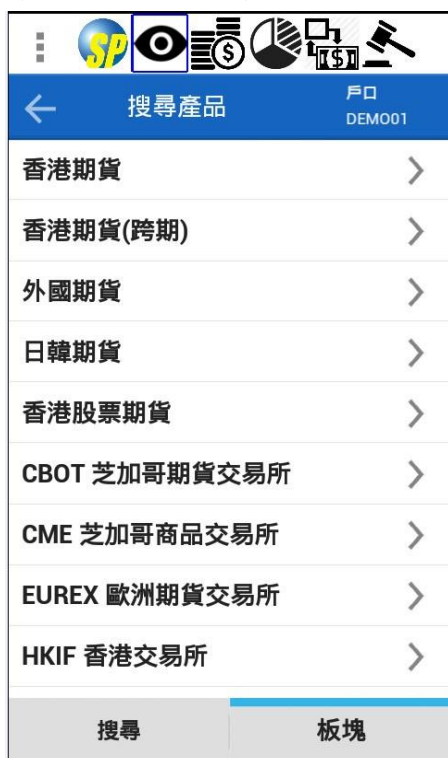 SP
搜尋產品
戶口
DEMO01
香港期貨
香港期貨(跨期)
外國期貨
日韓期貨
香港股票期貨
CBOT 芝加哥期貨交易所
CME 芝加哥商品交易所
EUREX 歐洲期貨交易所
HKIF 香港交易所
搜尋
板塊